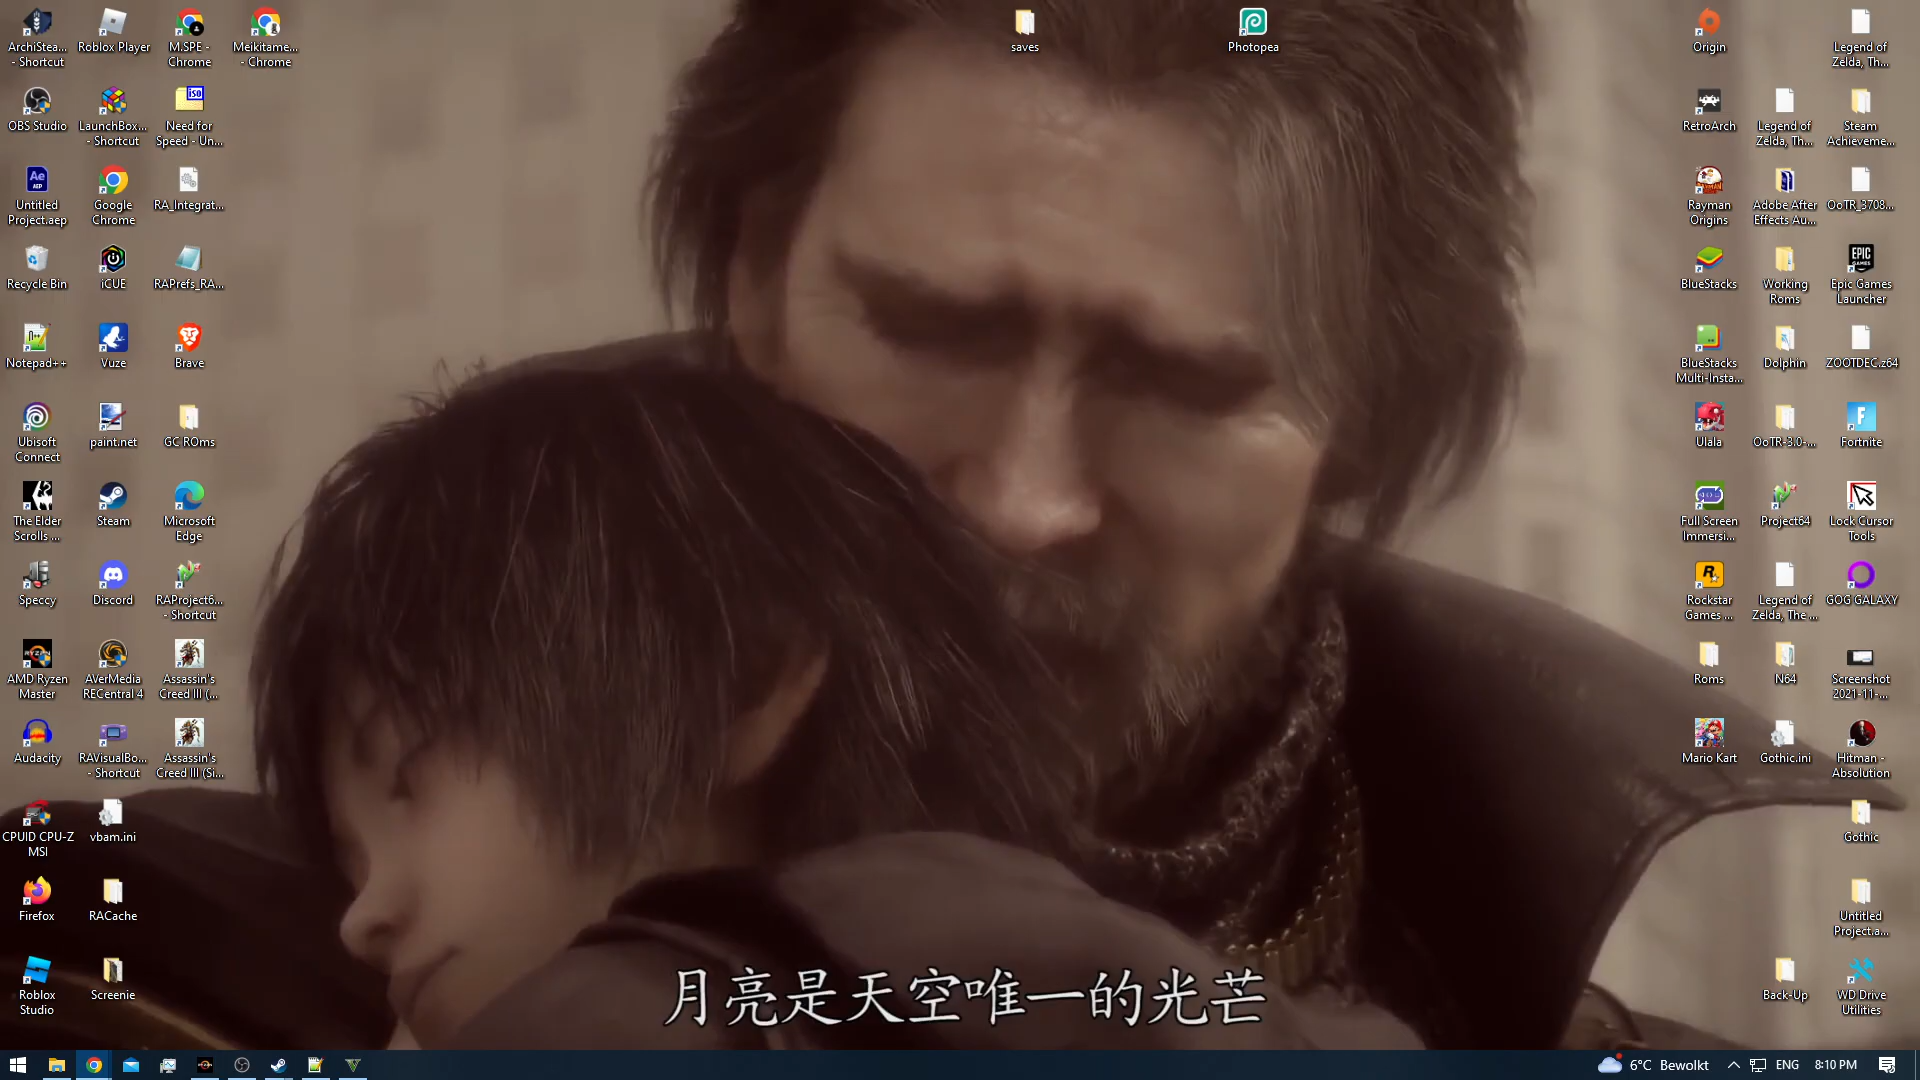 ArchiStea...
- Shortcut
Roblox Player
M.SPE -
Chrome
Meikitame...
- Chrome
saves
Photopea
Origin
Legend of
Zelda, Th...
OBS Studio
LaunchBox...
- Shortcut
iso
Need for
Speed - Un...
RetroArch
Legend of
Zelda, Th...
Steam
Achieveme...
Ae
AEP
Untitled
Project.aep
Google
Chrome
RA_Integrat...
Rayman
Origins
Adobe After
Effects Au...
OoTR_3708...
Recycle Bin
iCUE
RAPrefs_RA...
BlueStacks
Working
Roms
EPIC
GAMES
Epic Games
Launcher
Notepad++
Vuze
Brave
BlueStacks
Multi-Insta...
Dolphin
ZOOTDEC.z64
Ubisoft
Connect
paint.net
GC ROms
Ulala
OoTR-3.0-...
F
Fortnite
The Elder
Scrolls ...
Steam
Microsoft
Edge
Full Screen
Immersi...
Project64
Lock Cursor
Tools
Speccy
Discord
RAProject6...
- Shortcut
R
Rockstar
Games ...
Legend of
Zelda, The ...
GOG GALAXY
RYZEN
AMD Ryzen
Master
AVerMedia
RECentral 4
Assassin's
Creed III (...
Roms
N64
Screenshot
2021-11-...
Audacity
RAVisualBo...
- Shortcut
Assassin's
Creed III (Si...
Mario Kart
Gothic.ini
Hitman -
Absolution
CPUID CPU-Z
MSI
vbam.ini
Gothic
Firefox
RACache
Untitled
Project.a...
Roblox
Studio
Screenie
Back-Up
WD Drive
Utilities
月亮是天空唯一的光芒
6°C Bewolkt
ENG
8:10 PM